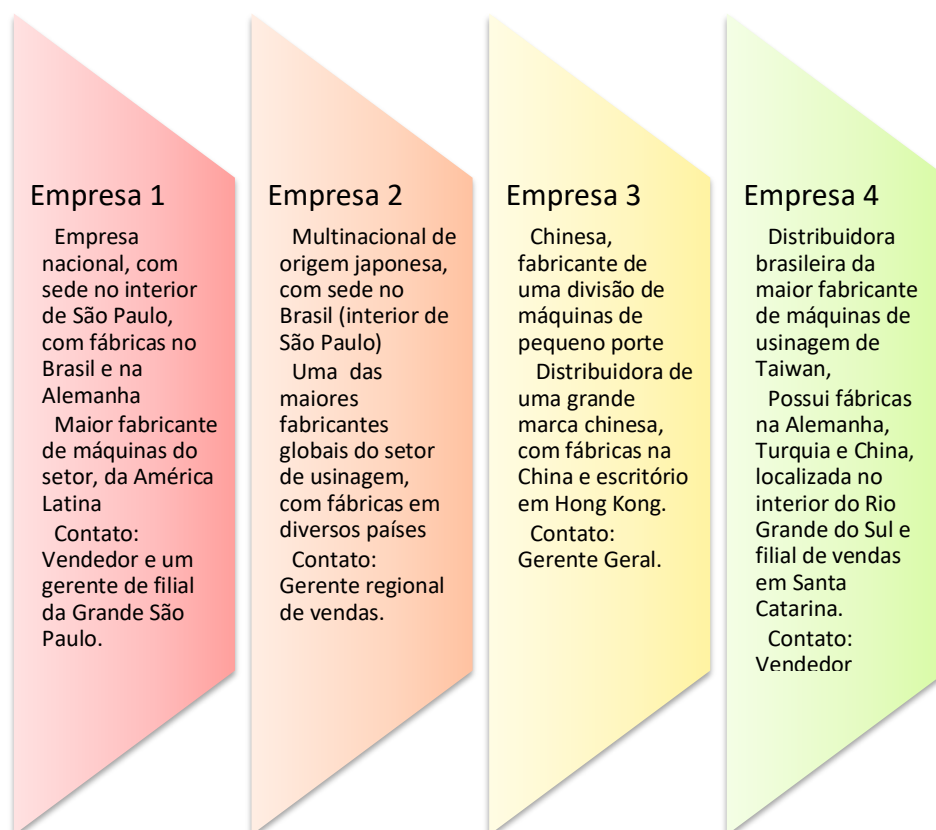 Empresa 1
Empresa
nacional, com
sede no interior
de São Paulo,
com fábricas no
Brasil e na
Alemanha
Maior fabricante
de máquinas do
setor, da América
Latina
Contato:
Vendedor e um
gerente de filial
da Grande São
Paulo.
Empresa 2
Multinacional de
origem japonesa,
com sede no
Brasil (interior de
São Paulo)
Uma das
maiores
fabricantes
globais do setor
de usinagem,
com fábricas em
diversos países
Contato:
Gerente regional
de vendas.
Empresa 3
Chinesa,
fabricante de
uma divisão de
máquinas de
pequeno porte
Distribuidora de
uma grande
marca chinesa,
com fábricas na
China e escritório
em Hong Kong.
Contato:
Gerente Geral.
Empresa 4
Distribuidora
brasileira da
maior fabricante
de máquinas de
usinagem de
Taiwan,
Possui fábricas
na Alemanha,
Turquia e China,
localizada no
interior do Rio
Grande do Sul e
filial de vendas
em Santa
Catarina.
Contato:
Vendedor